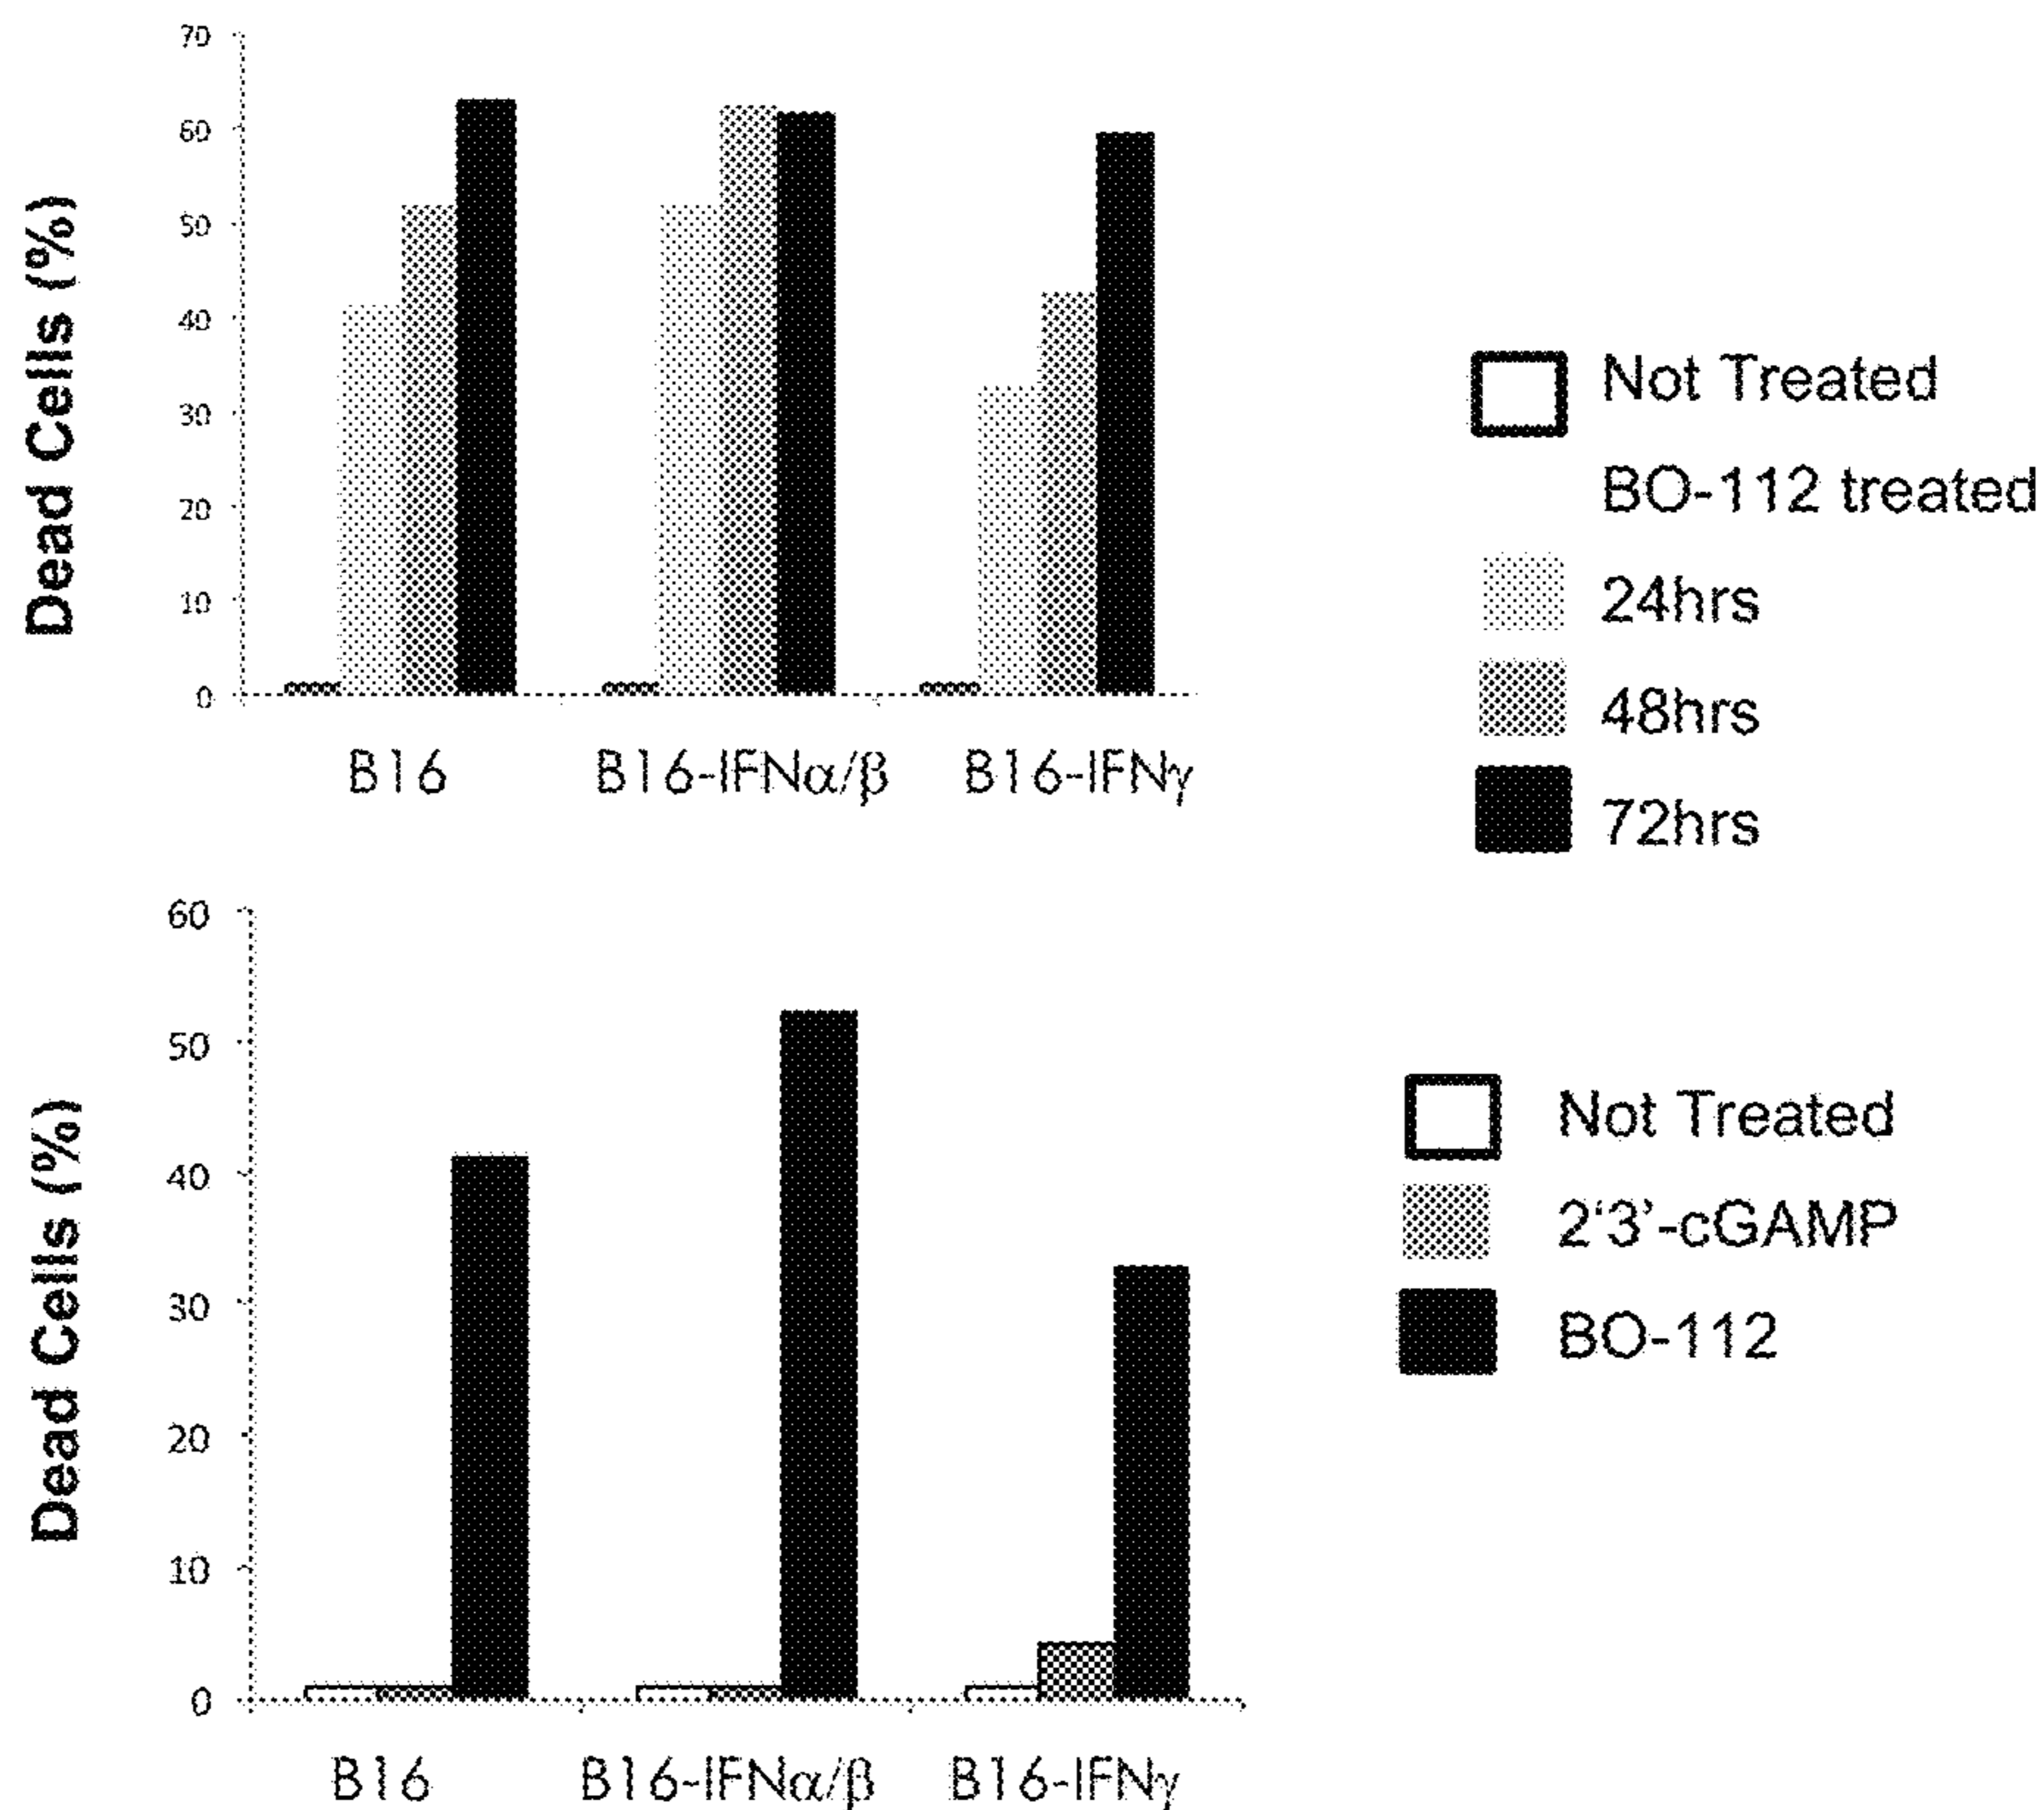 Dead Cells (%)
70
60
50
40
30
20
10
0
B16
B16-IFNα/β
B16-IFNγ
Not Treated
BO-112 treated
24hrs
48hrs
72hrs
Dead Cells (%)
60
50
40
30
20
10
0
B16
B16-IFNα/β
B16-IFNγ
Not Treated
2‘3’-cGAMP
BO-112